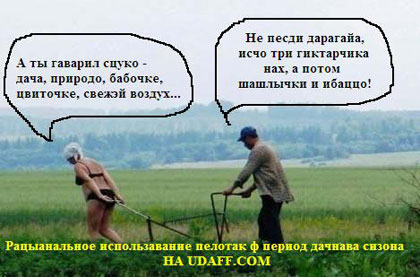 А ты гаварил сцуко -
дача, природо, бабочке,
цвиточке, свежэй воздух...
Не песди дарагайа,
исчо три гиктарчика
нах, а потом
шашлычки и ибаццо!
Рацыанальное использавание пелотак ф период дачнава сизона
НА UDAFF.COM